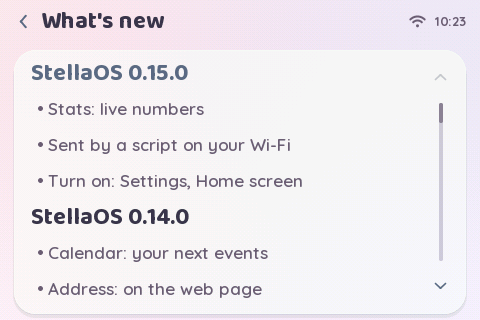 What's new
10:23
StellaOS 0.15.0
• Stats: live numbers
• Sent by a script on your Wi-Fi
• Turn on: Settings, Home screen
StellaOS 0.14.0
• Calendar: your next events
• Address: on the web page